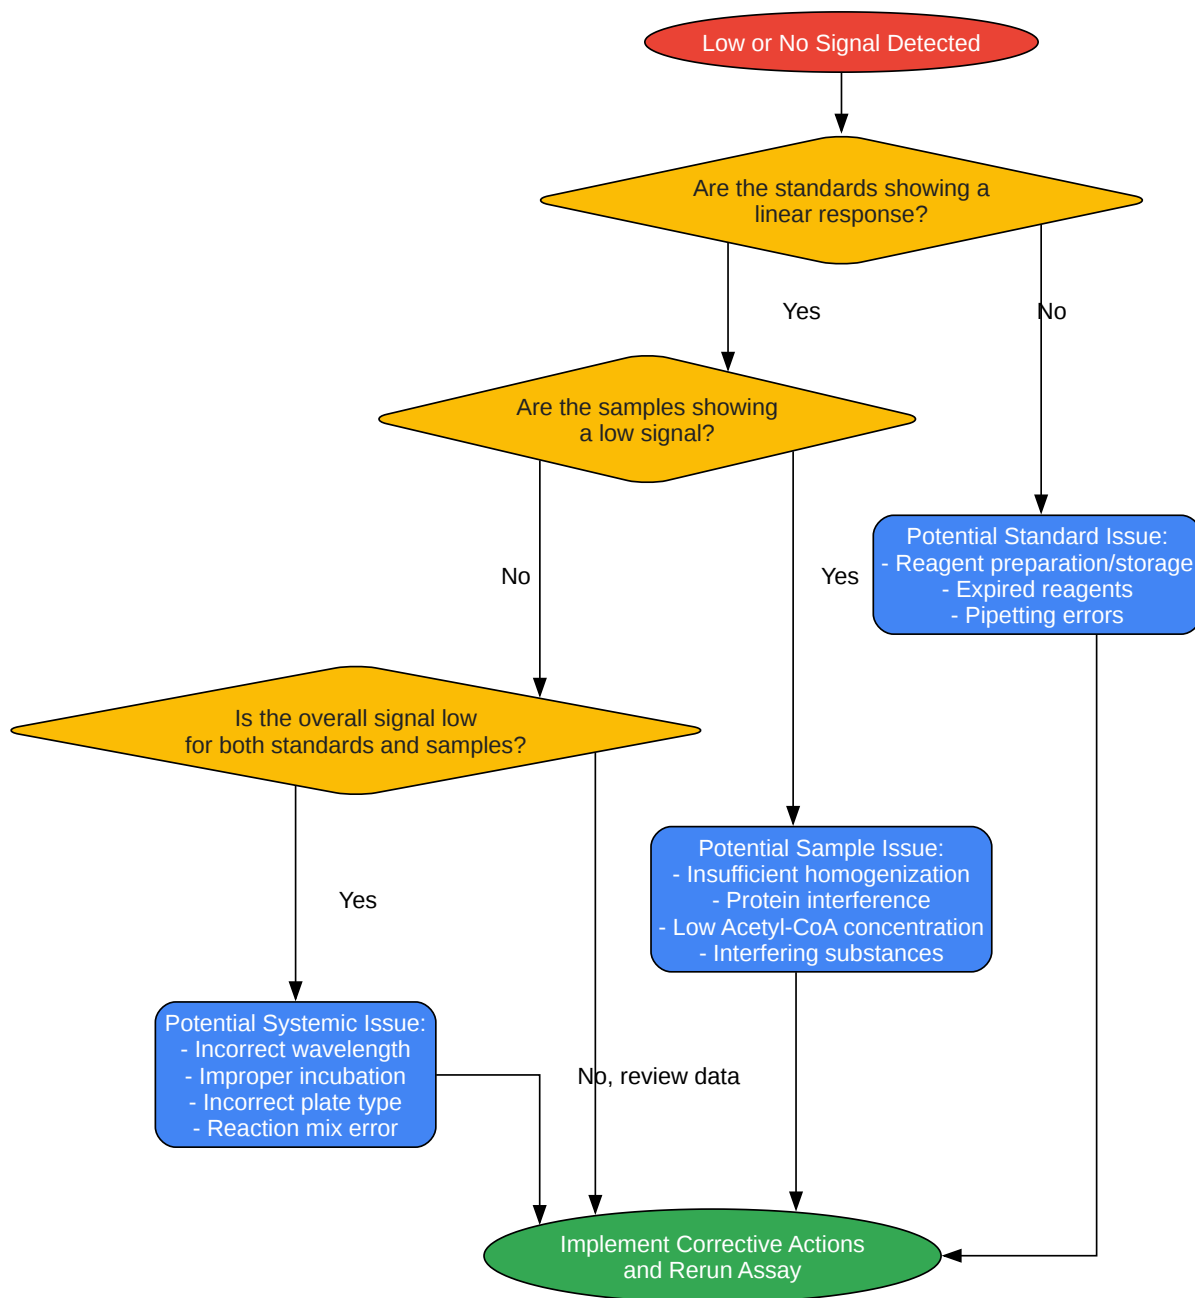 Low or No Signal Detected
Are the standards showing a
linear response?
Yes
No
Are the samples showing
a low signal?
No
Yes
Potential Standard Issue:
- Reagent preparation/storage
- Expired reagents
- Pipetting errors
Is the overall signal low
for both standards and samples?
Yes
Potential Sample Issue:
- Insufficient homogenization
- Protein interference
- Low Acetyl-CoA concentration
- Interfering substances
Potential Systemic Issue:
- Incorrect wavelength
- Improper incubation
- Incorrect plate type
- Reaction mix error
No, review data
Implement Corrective Actions
and Rerun Assay